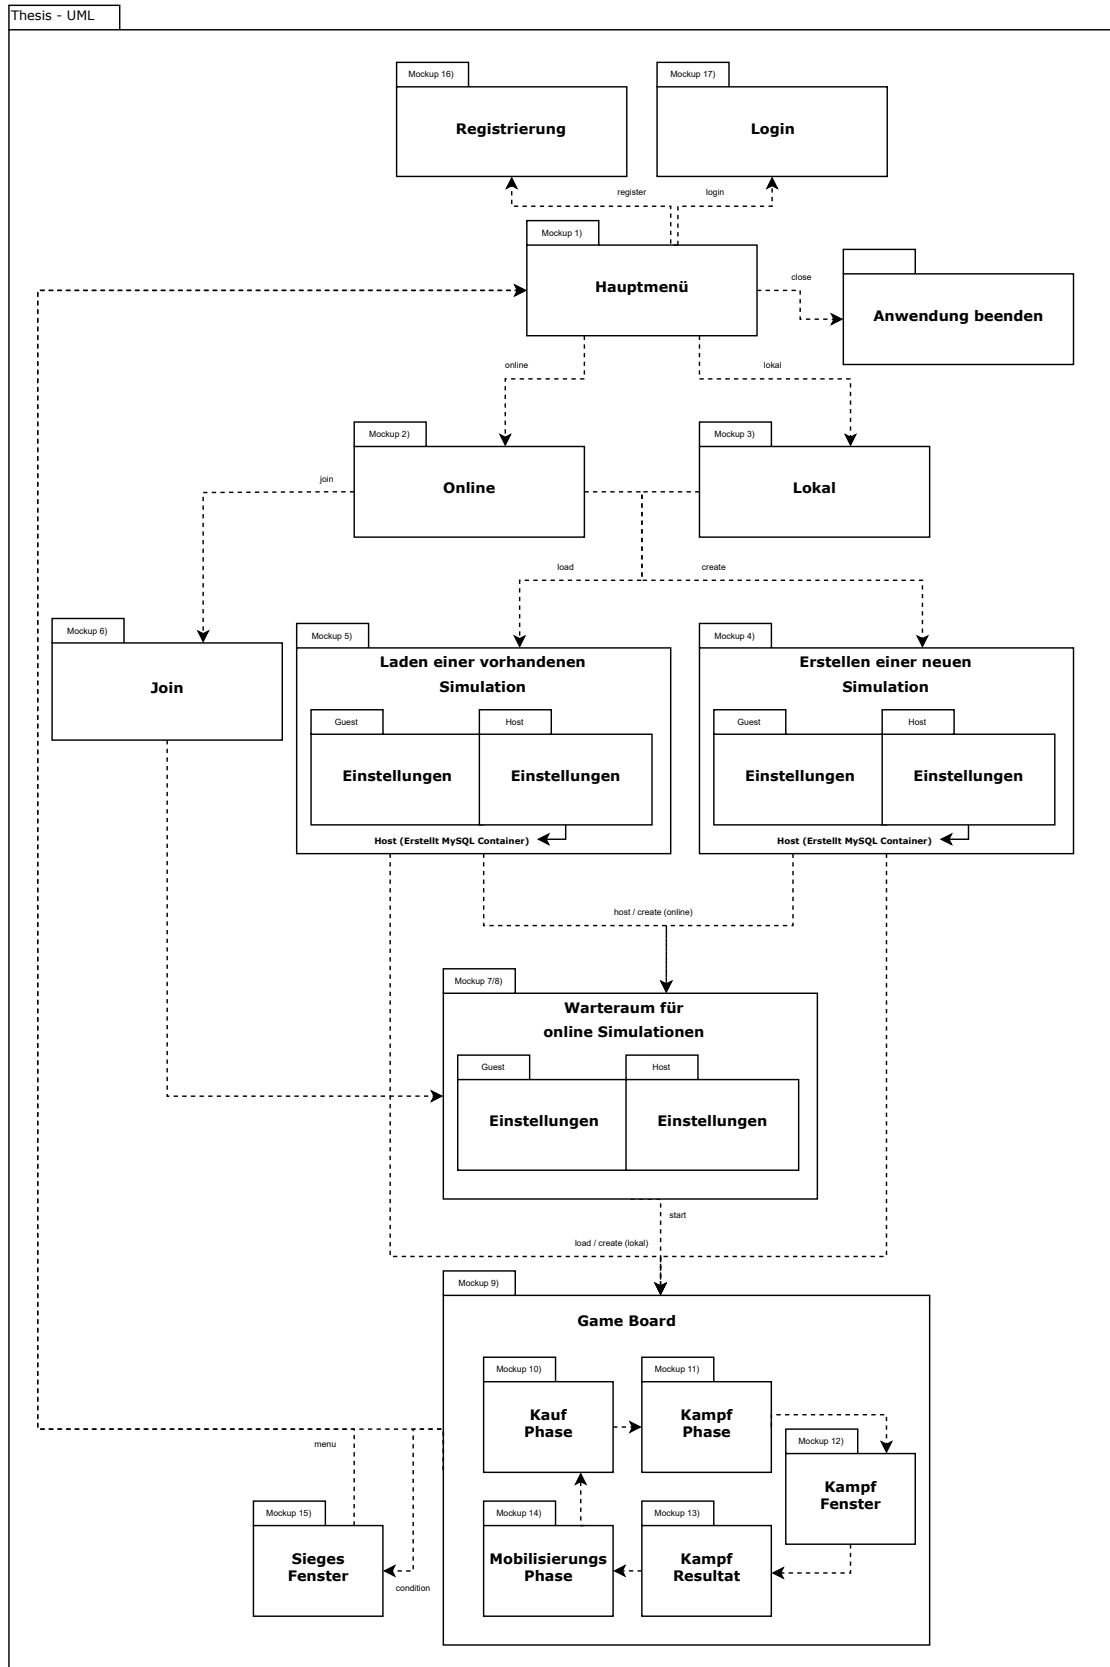 Thesis - UML
Mockup 16)
Registrierung
Mockup 17)
Login
register
login
Mockup 1)
Hauptmenü
close
Anwendung beenden
online
lokal
Mockup 2)
Online
Mockup 3)
Lokal
join
load
create
Mockup 6)
Join
Mockup 5)
Laden einer vorhandenen
Simulation
Guest
Einstellungen
Host
Einstellungen
Host (Erstellt MySQL Container)
Mockup 4)
Erstellen einer neuen
Simulation
Guest
Einstellungen
Host
Einstellungen
Host (Erstellt MySQL Container)
host / create (online)
Mockup 7/8)
Warteraum für
online Simulationen
Guest
Einstellungen
Host
Einstellungen
start
load / create (lokal)
Mockup 9)
Game Board
Mockup 10)
Kauf
Phase
Mockup 11)
Kampf
Phase
Mockup 12)
Kampf
Fenster
Mockup 14)
Mobilisierungs
Phase
Mockup 13)
Kampf
Resultat
menu
Mockup 15)
Sieges
Fenster
condition